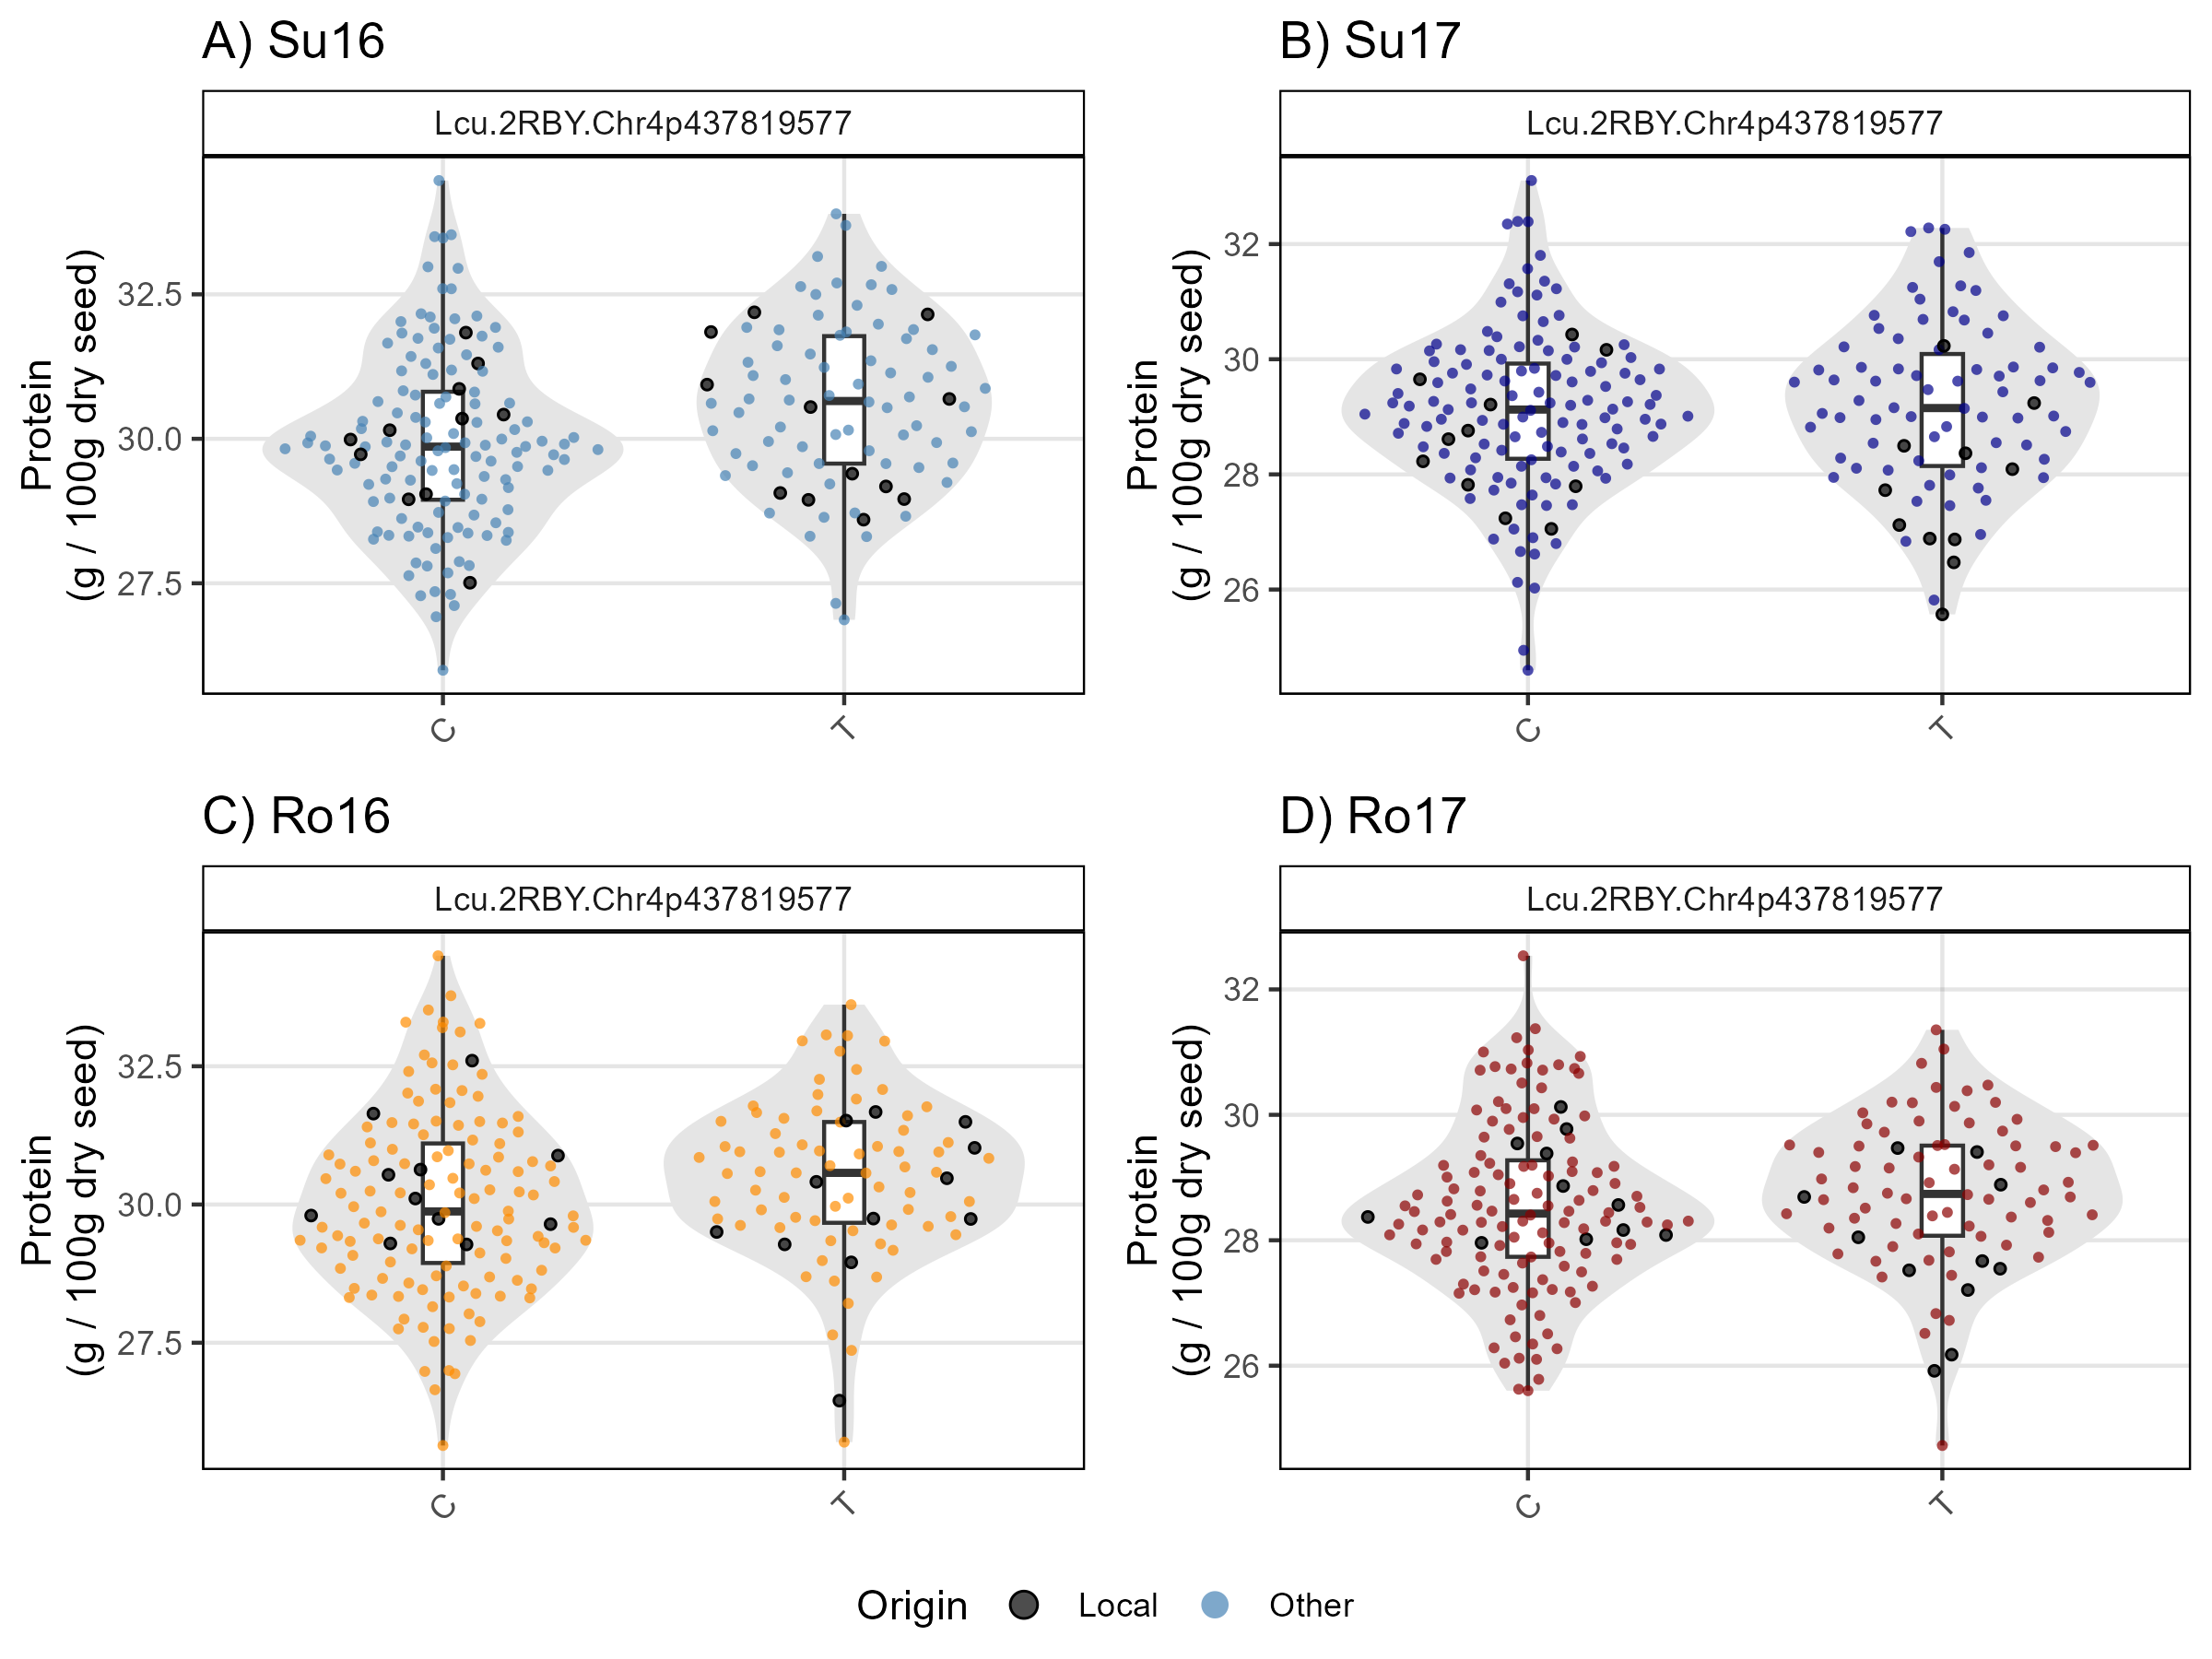 A) Su16
Lcu.2RBY.Chr4p437819577
Protein
(g / 100g dry seed)
32.5
30.0
27.5
C
T
B) Su17
Lcu.2RBY.Chr4p437819577
Protein
(g / 100g dry seed)
32
30
28
26
C
T
C) Ro16
Lcu.2RBY.Chr4p437819577
Protein
(g / 100g dry seed)
32.5
30.0
27.5
C
T
D) Ro17
Lcu.2RBY.Chr4p437819577
Protein
(g / 100g dry seed)
32
30
28
26
C
T
Origin Local Other